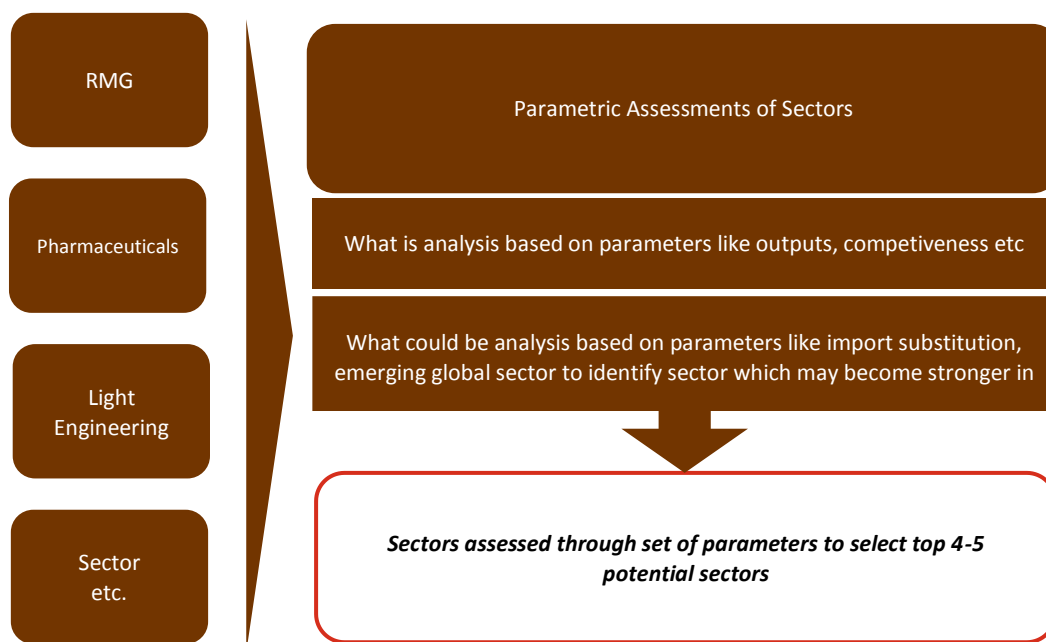 RMG
Pharmaceuticals
Light
Engineering
Sector
etc.
Parametric Assessments of Sectors
What is analysis based on parameters like outputs, competiveness etc
What could be analysis based on parameters like import substitution,
emerging global sector to identify sector which may become stronger in
Sectors assessed through set of parameters to select top 4-5
potential sectors